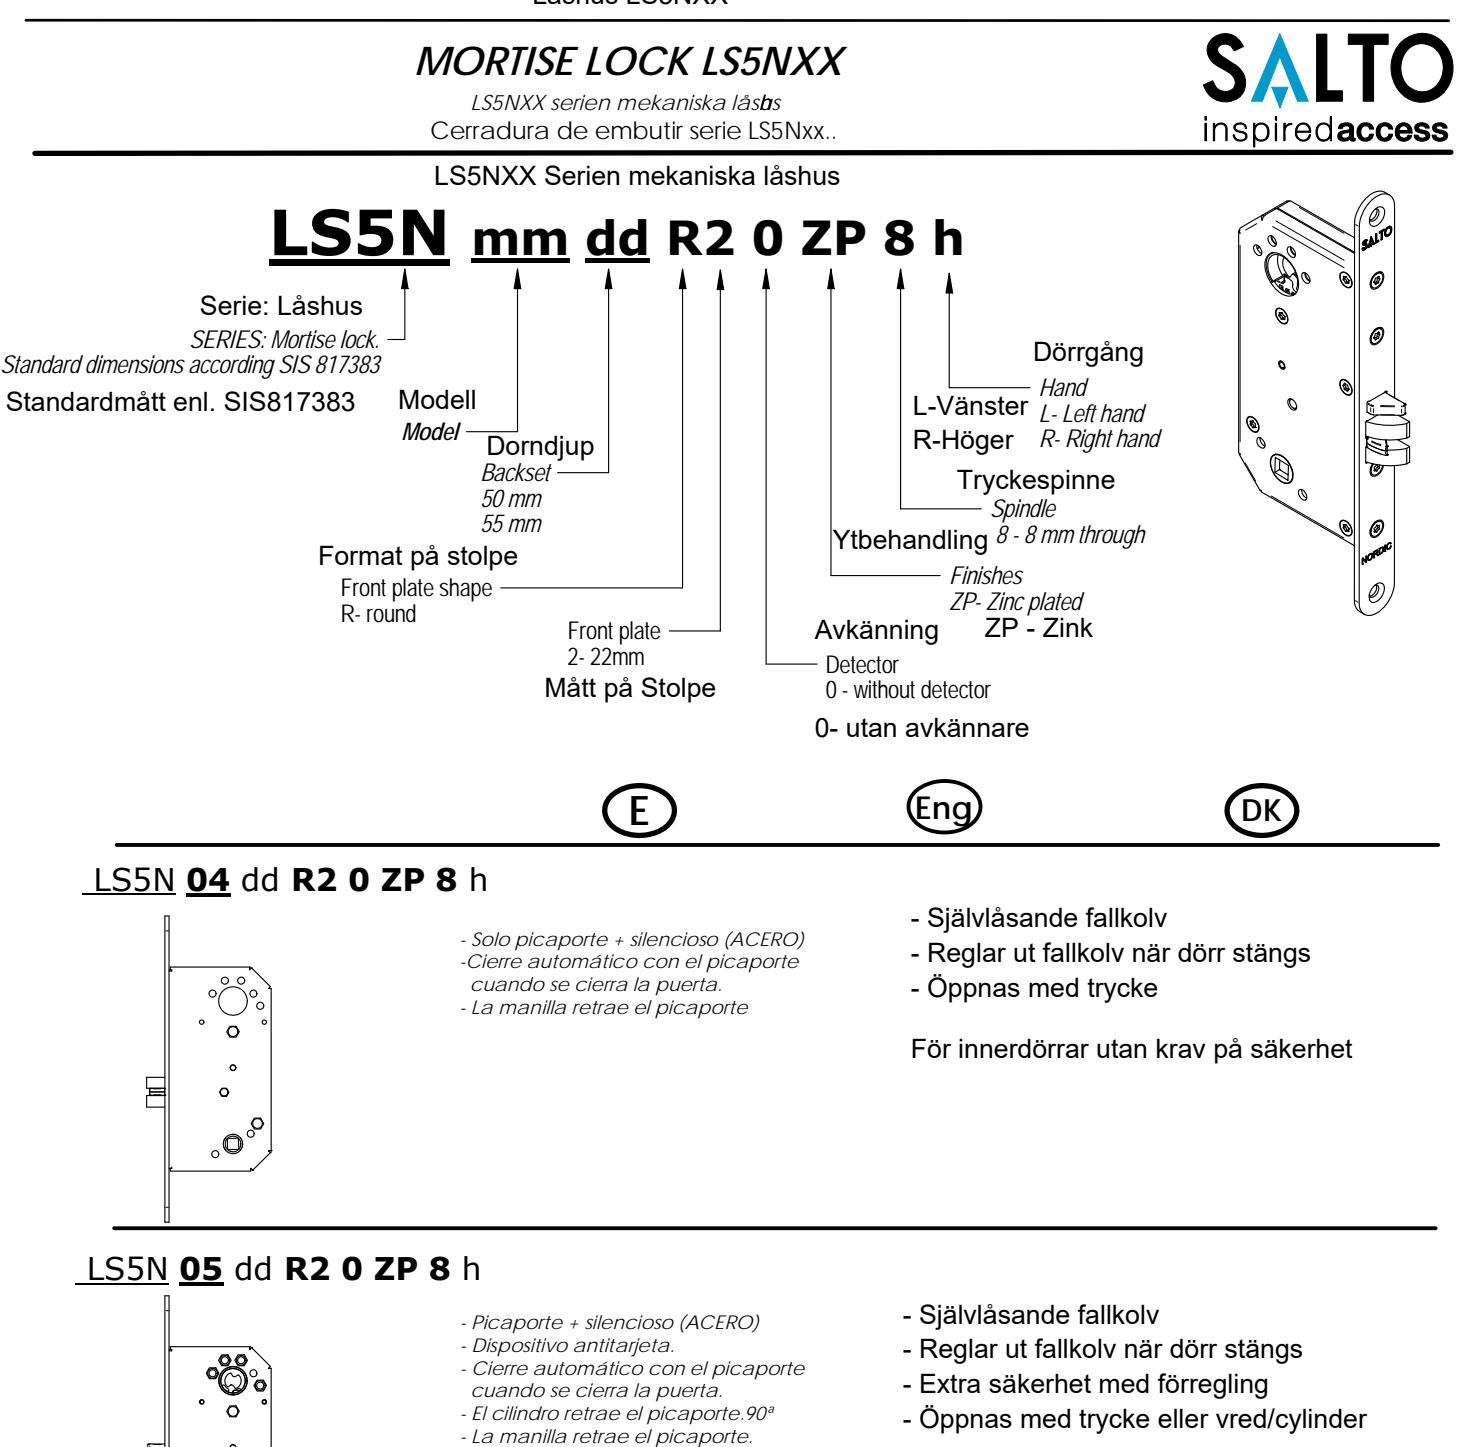 Låshus LS5NXX
MORTISE LOCK LS5NXX
LS5NXX serien mekaniska låshs
Cerradura de embutir serie LS5Nxx..
SALTO
inspiredaccess
LS5NXX Serien mekaniska låshus
LS5N mm dd R2 0 ZP 8 h
Serie: Låshus
SERIES: Mortise lock.
Standard dimensions according SIS 817383
Standardmått enl. SIS817383
Modell
Model
Dorndjup
Backset
50 mm
55 mm
Format på stolpe
Front plate shape
R- round
Front plate
2- 22mm
Mått på Stolpe
Dörrgång
Hand
L-Vänster L- Left hand
R-Höger R- Right hand
Tryckespinne
Spindle
8 - 8 mm through
Ytbehandling
Finishes
ZP- Zinc plated
ZP - Zink
Avkänning
Detector
0 - without detector
0- utan avkännare
SALTO
NORDIC
E
Eng
DK
LS5N 04 dd R2 0 ZP 8 h
- Solo picaporte + silencioso (ACERO)
-Cierre automático con el picaporte
cuando se cierra la puerta.
- La manilla retrae el picaporte
- Självlåsande fallkolv
- Reglar ut fallkolv när dörr stängs
- Öppnas med trycke
För innerdörrar utan krav på säkerhet
LS5N 05 dd R2 0 ZP 8 h
- Picaporte + silencioso (ACERO)
- Dispositivo antitarjeta.
- Cierre automático con el picaporte
cuando se cierra la puerta.
- El cilindro retrae el picaporte.90ª
- La manilla retrae el picaporte.
- Självlåsande fallkolv
- Reglar ut fallkolv när dörr stängs
- Extra säkerhet med förregling
- Öppnas med trycke eller vred/cylinder